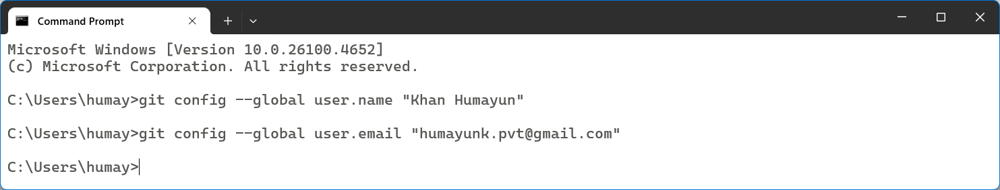 Command Prompt
Microsoft Windows [Version 10.0.26100.4652]
(c) Microsoft Corporation. All rights reserved.
C:\Users\humay>git config --global user.name "Khan Humayun"
C:\Users\humay>git config --global user.email "humayunk.pvt@gmail.com"
C:\Users\humay>